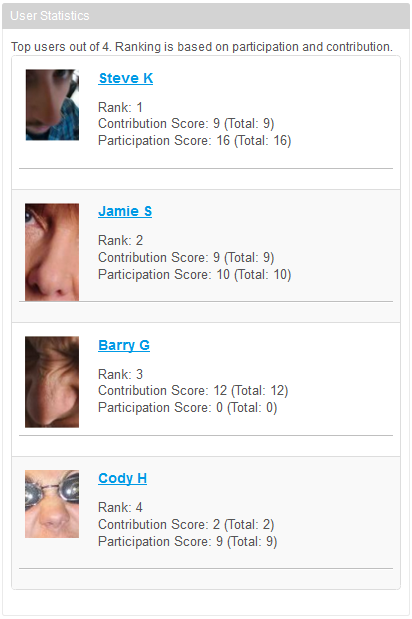 User Statistics
Top users out of 4. Ranking is based on participation and contribution.
Steve K
Rank: 1
Contribution Score: 9 (Total: 9)
Participation Score: 16 (Total: 16)
Jamie S
Rank: 2
Contribution Score: 9 (Total: 9)
Participation Score: 10 (Total: 10)
Barry G
Rank: 3
Contribution Score: 12 (Total: 12)
Participation Score: 0 (Total: 0)
Cody H
Rank: 4
Contribution Score: 2 (Total: 2)
Participation Score: 9 (Total: 9)